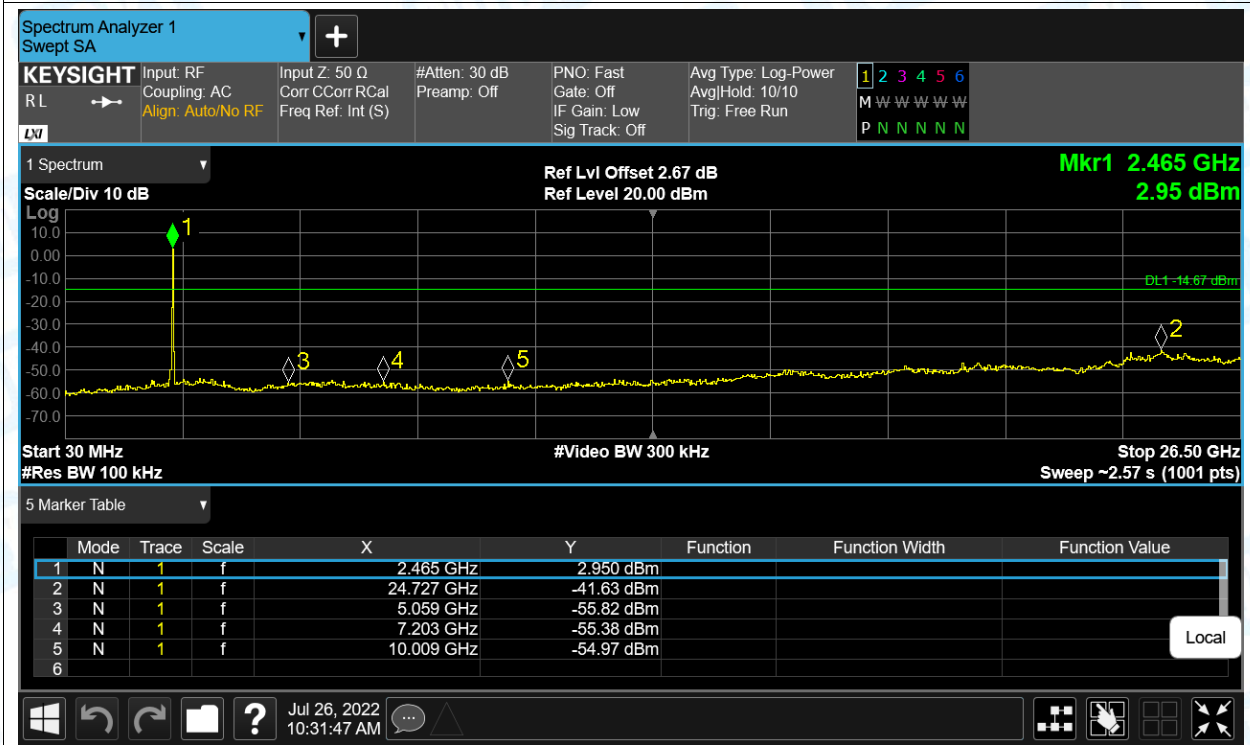 Spectrum Analyzer 1
Swept SA
KEYSIGHT
RL
LXI
Input: RF
Coupling: AC
Align: Auto/No RF
Input Z: 50 Ω
Corr CCorr RCal
Freq Ref: Int (S)
#Atten: 30 dB
Preamp: Off
PNO: Fast
Gate: Off
IF Gain: Low
Sig Track: Off
Avg Type: Log-Power
Avg|Hold: 10/10
Trig: Free Run
1 2 3 4 5 6
M W W W W W
P N N N N N
1 Spectrum
Scale/Div 10 dB
Ref Lvl Offset 2.67 dB
Ref Level 20.00 dBm
Mkr1 2.465 GHz
2.95 dBm
Log
10.0
0.00
-10.0
-20.0
-30.0
-40.0
-50.0
-60.0
-70.0
1
DL1 -14.67 dBm
2
3
4
5
Start 30 MHz
#Res BW 100 kHz
#Video BW 300 kHz
Stop 26.50 GHz
Sweep ~2.57 s (1001 pts)
5 Marker Table
Mode Trace Scale X Y Function Function Width Function Value
1 N 1 f 2.465 GHz 2.950 dBm
2 N 1 f 24.727 GHz -41.63 dBm
3 N 1 f 5.059 GHz -55.82 dBm
4 N 1 f 7.203 GHz -55.38 dBm
5 N 1 f 10.009 GHz -54.97 dBm
6
Local
?
Jul 26, 2022
10:31:47 AM